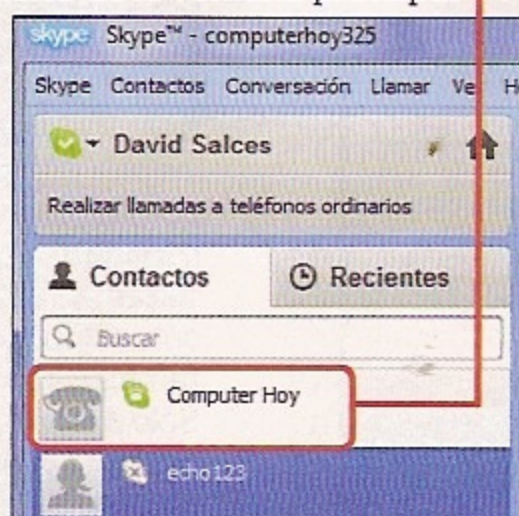 skype Skype™ - computerhoy325
Skype Contactos Conversación Llamar Ve H
David Salces
Realizar llamadas a teléfonos ordinarios
Contactos Recientes
Buscar
Computer Hoy
echo123